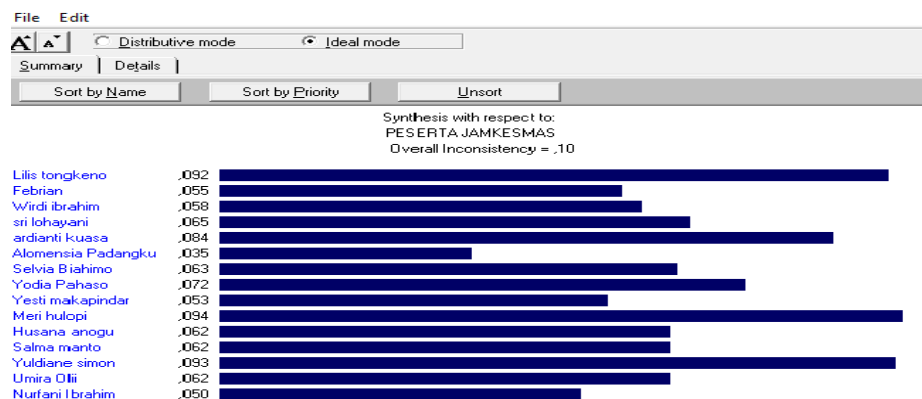 File Edit
A A Distributive mode Ideal mode
Summary Details
Sort by Name Sort by Priority Unsort
Synthesis with respect to:
PESERTA JAMKESMAS
Overall Inconsistency = ,10
Lilis tongkeno ,092
Febrian ,055
Wirdi ibrahim ,058
sri lohayani ,065
ardianti kuasa ,084
Alomensia Padangku ,035
Selvia Biahimo ,063
Yodia Pahaso ,072
Yesti makapindar ,053
Meri hulopi ,094
Husana anogu ,062
Salma manto ,062
Yuldiane simon ,093
Umira Ollii ,062
Nurfani Ibrahim ,050